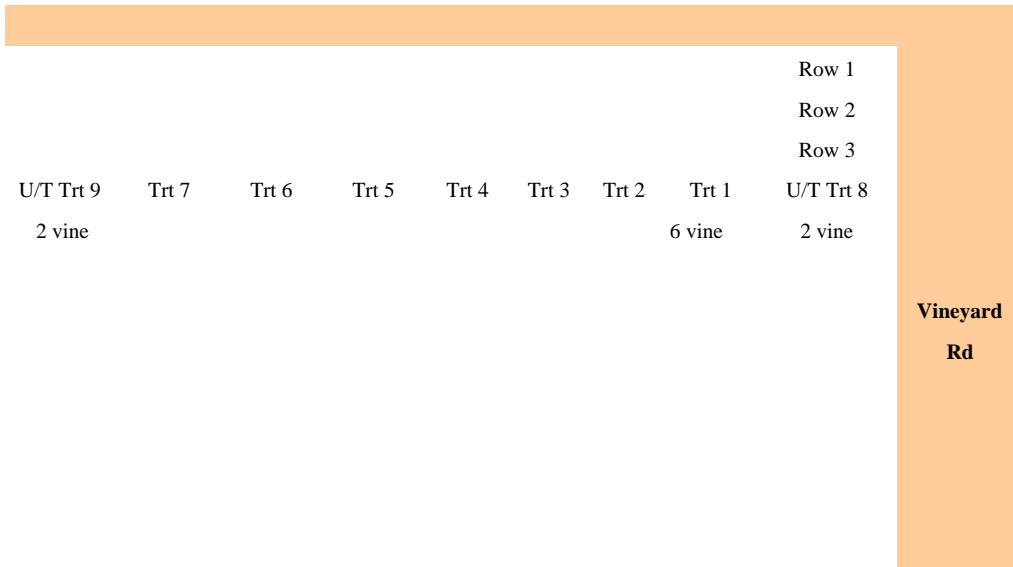 Row 1
Row 2
Row 3
U/T Trt 9 Trt 7 Trt 6 Trt 5 Trt 4 Trt 3 Trt 2 Trt 1 U/T Trt 8
2 vine 6 vine 2 vine
Vineyard
Rd